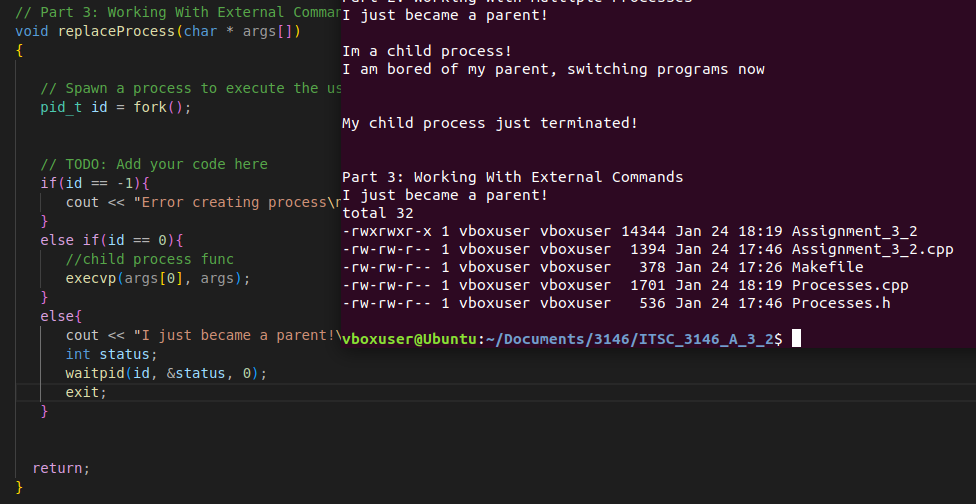 // Part 3: Working With External Comman
void replaceProcess(char * args[])
{
// Spawn a process to execute the us
pid_t id = fork();
// TODO: Add your code here
if(id == -1){
cout << "Error creating process\n
}
else if(id == 0){
//child process func
execvp(args[0], args);
}
else{
cout << "I just became a parent!\
int status;
waitpid(id, &status, 0);
exit;
}
return;
}
Part 2: Working With Multiple Processes
I just became a parent!
Im a child process!
I am bored of my parent, switching programs now
My child process just terminated!
Part 3: Working With External Commands
I just became a parent!
total 32
-rwxrwxr-x 1 vboxuser vboxuser 14344 Jan 24 18:19 Assignment_3_2
-rw-rw-r-- 1 vboxuser vboxuser 1394 Jan 24 17:46 Assignment_3_2.cpp
-rw-rw-r-- 1 vboxuser vboxuser 378 Jan 24 17:26 Makefile
-rw-rw-r-- 1 vboxuser vboxuser 1701 Jan 24 18:19 Processes.cpp
-rw-rw-r-- 1 vboxuser vboxuser 536 Jan 24 17:46 Processes.h
vboxuser@Ubuntu:~/Documents/3146/ITSC_3146_A_3_2$